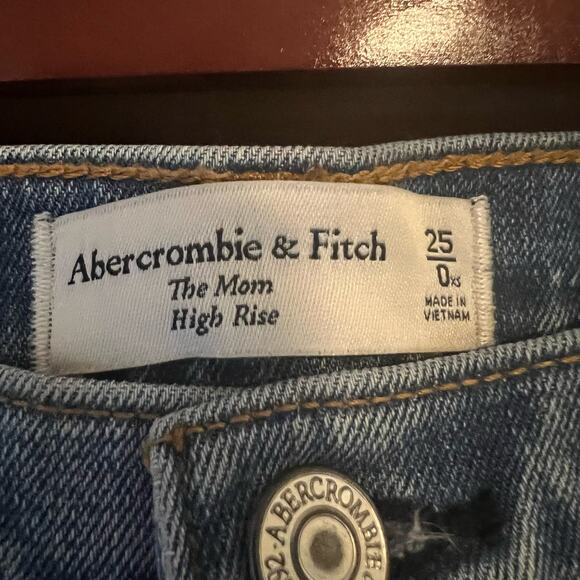 Abercrombie & Fitch
The Mom
High Rise
25
0xs
MADE IN
VIETNAM
92·ABERCROMBIE